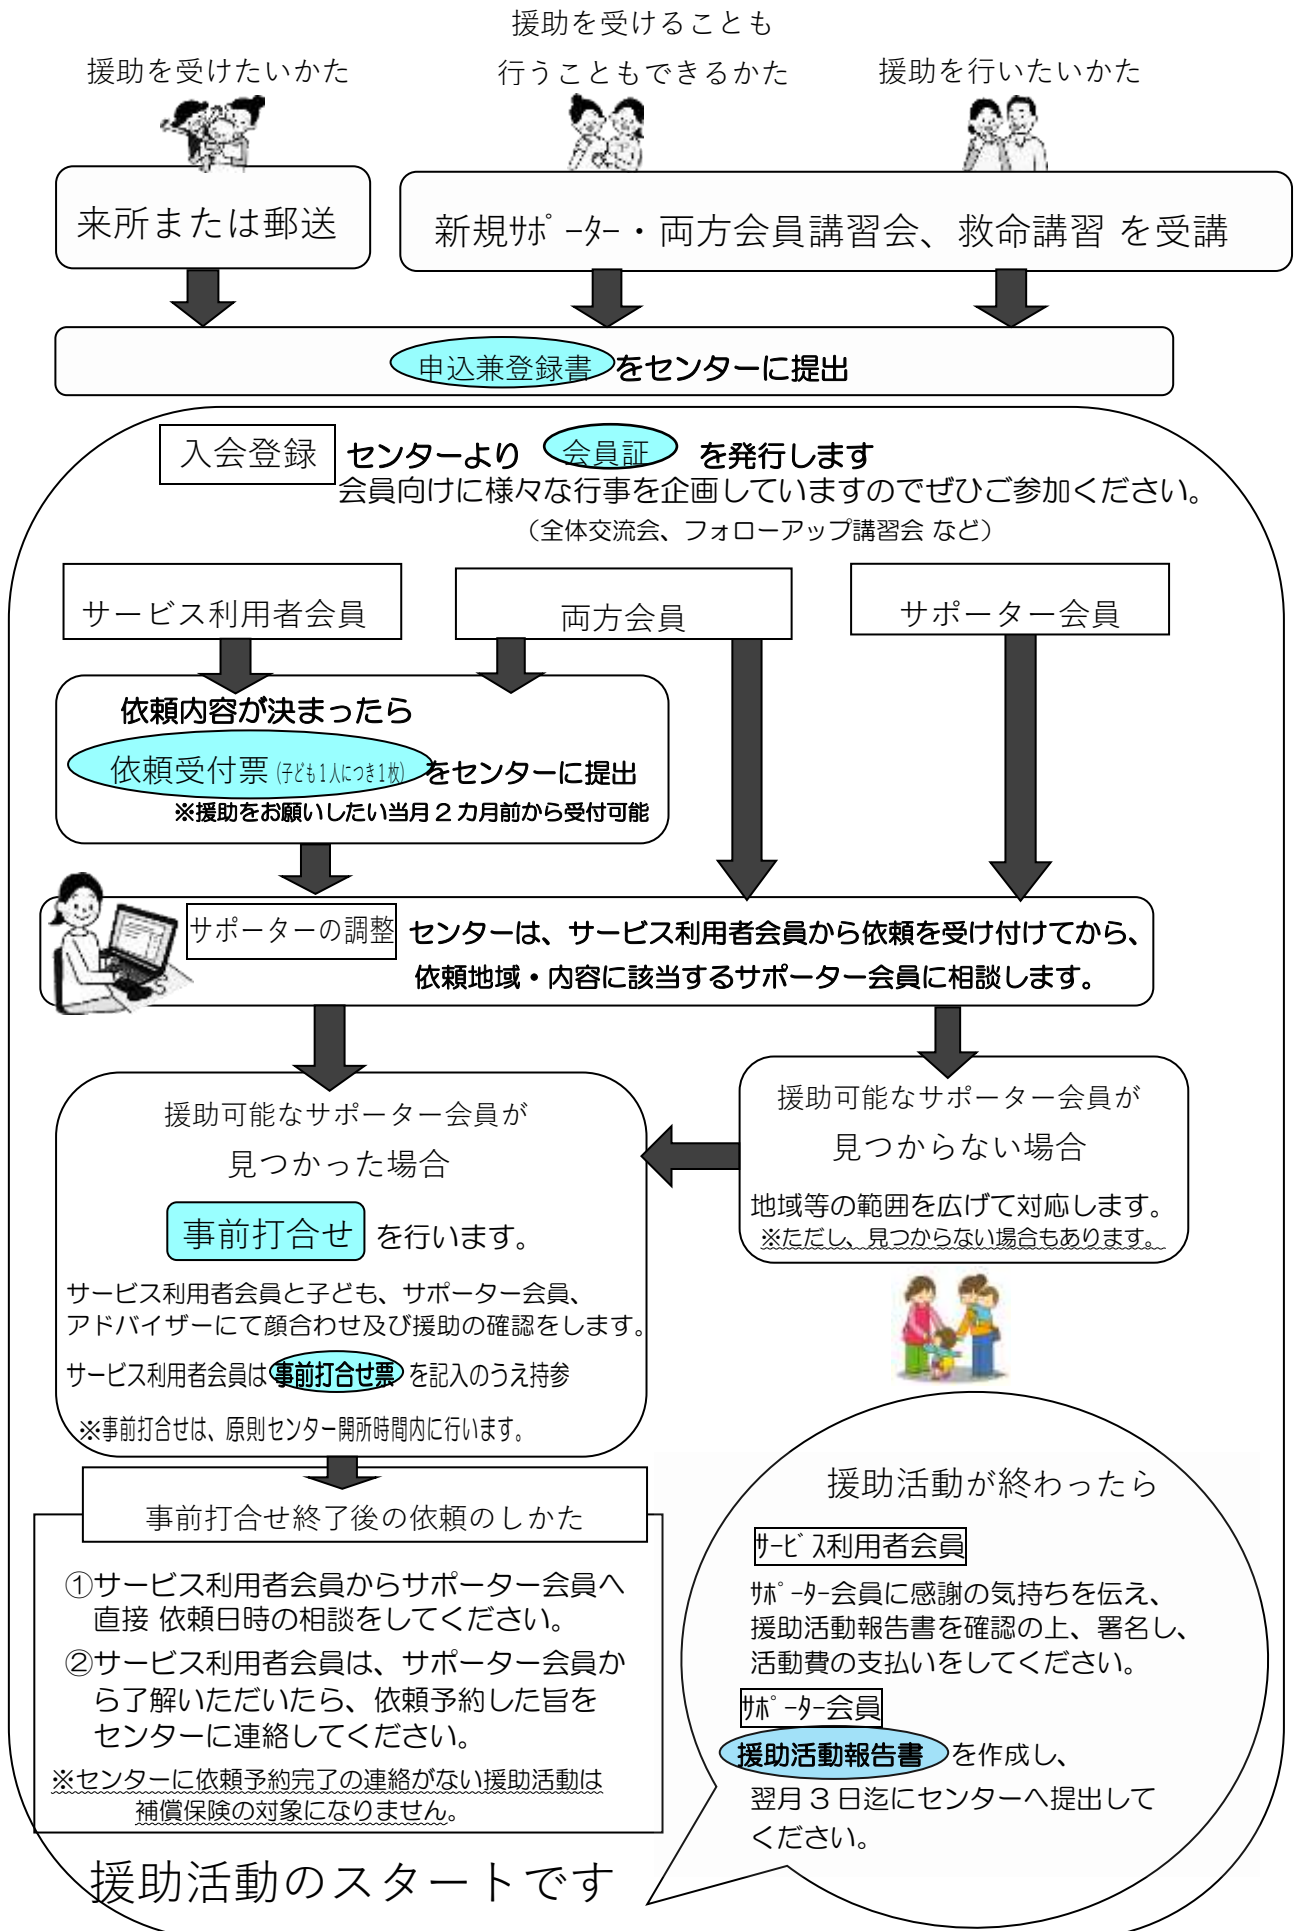 援助を受けたいかた
援助を受けることも
行うこともできるかた
援助を行いたいかた
来所または郵送
新規ｻﾎﾟｰﾀｰ・両方会員講習会、救命講習 を受講
申込兼登録書 をセンターに提出
入会登録 センターより 会員証 を発行します
会員向けに様々な行事を企画していますのでぜひご参加ください。
（全体交流会、フォローアップ講習会 など）
サービス利用者会員
両方会員
サポーター会員
依頼内容が決まったら
依頼受付票 (子ども１人につき１枚) をセンターに提出
※援助をお願いしたい当月２カ月前から受付可能
サポーターの調整 センターは、サービス利用者会員から依頼を受け付けてから、
依頼地域・内容に該当するサポーター会員に相談します。
援助可能なサポーター会員が
見つかった場合
事前打合せ を行います。
サービス利用者会員と子ども、サポーター会員、
アドバイザーにて顔合わせ及び援助の確認をします。
サービス利用者会員は 事前打合せ票 を記入のうえ持参
※事前打合せは、原則センター開所時間内に行います。
援助可能なサポーター会員が
見つからない場合
地域等の範囲を広げて対応します。
※ただし、見つからない場合もあります。
事前打合せ終了後の依頼のしかた
①サービス利用者会員からサポーター会員へ
直接 依頼日時の相談をしてください。
②サービス利用者会員は、サポーター会員か
ら了解いただいたら、依頼予約した旨を
センターに連絡してください。
※センターに依頼予約完了の連絡がない援助活動は
補償保険の対象になりません。
援助活動のスタートです
援助活動が終わったら
ｻｰﾋﾞｽ利用者会員
ｻﾎﾟｰﾀｰ会員に感謝の気持ちを伝え、
援助活動報告書を確認の上、署名し、
活動費の支払いをしてください。
ｻﾎﾟｰﾀｰ会員
援助活動報告書 を作成し、
翌月３日迄にセンターへ提出して
ください。